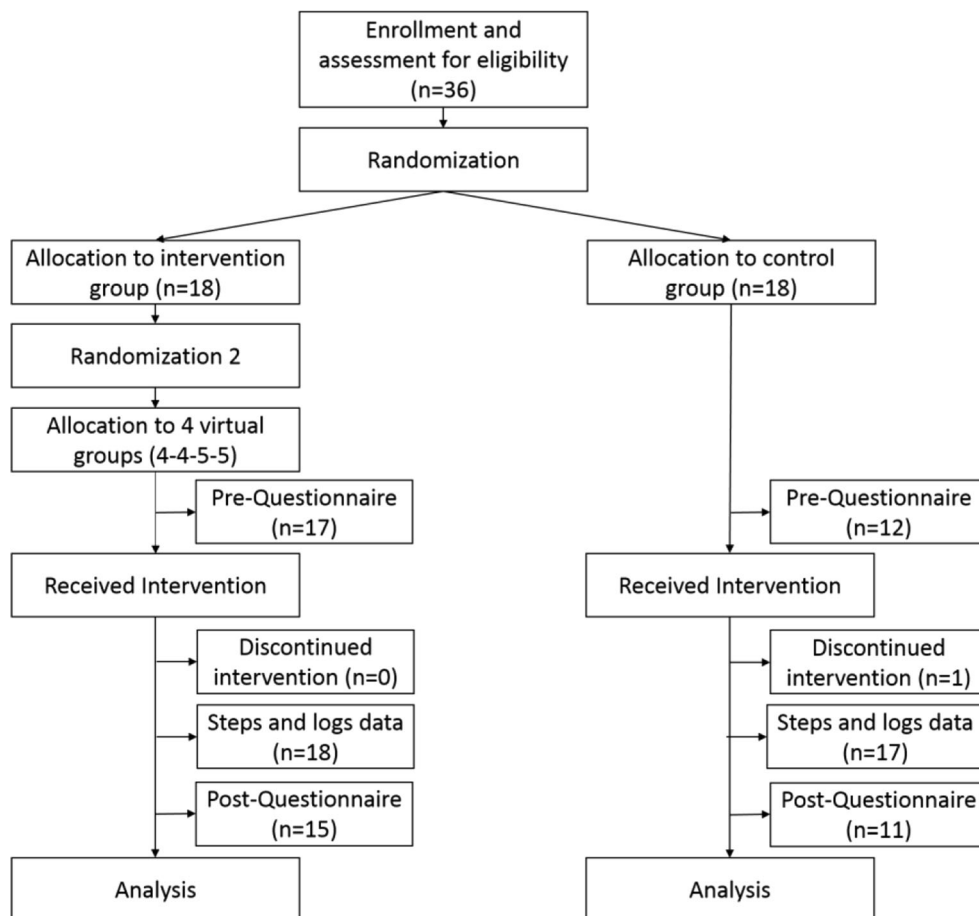 Enrollment and
assessment for eligibility
(n=36)
Randomization
Allocation to intervention
group (n=18)
Allocation to control
group (n=18)
Randomization 2
Allocation to 4 virtual
groups (4-4-5-5)
Pre-Questionnaire
(n=17)
Pre-Questionnaire
(n=12)
Received Intervention
Received Intervention
Discontinued
intervention (n=0)
Discontinued
intervention (n=1)
Steps and logs data
(n=18)
Steps and logs data
(n=17)
Post-Questionnaire
(n=15)
Post-Questionnaire
(n=11)
Analysis
Analysis